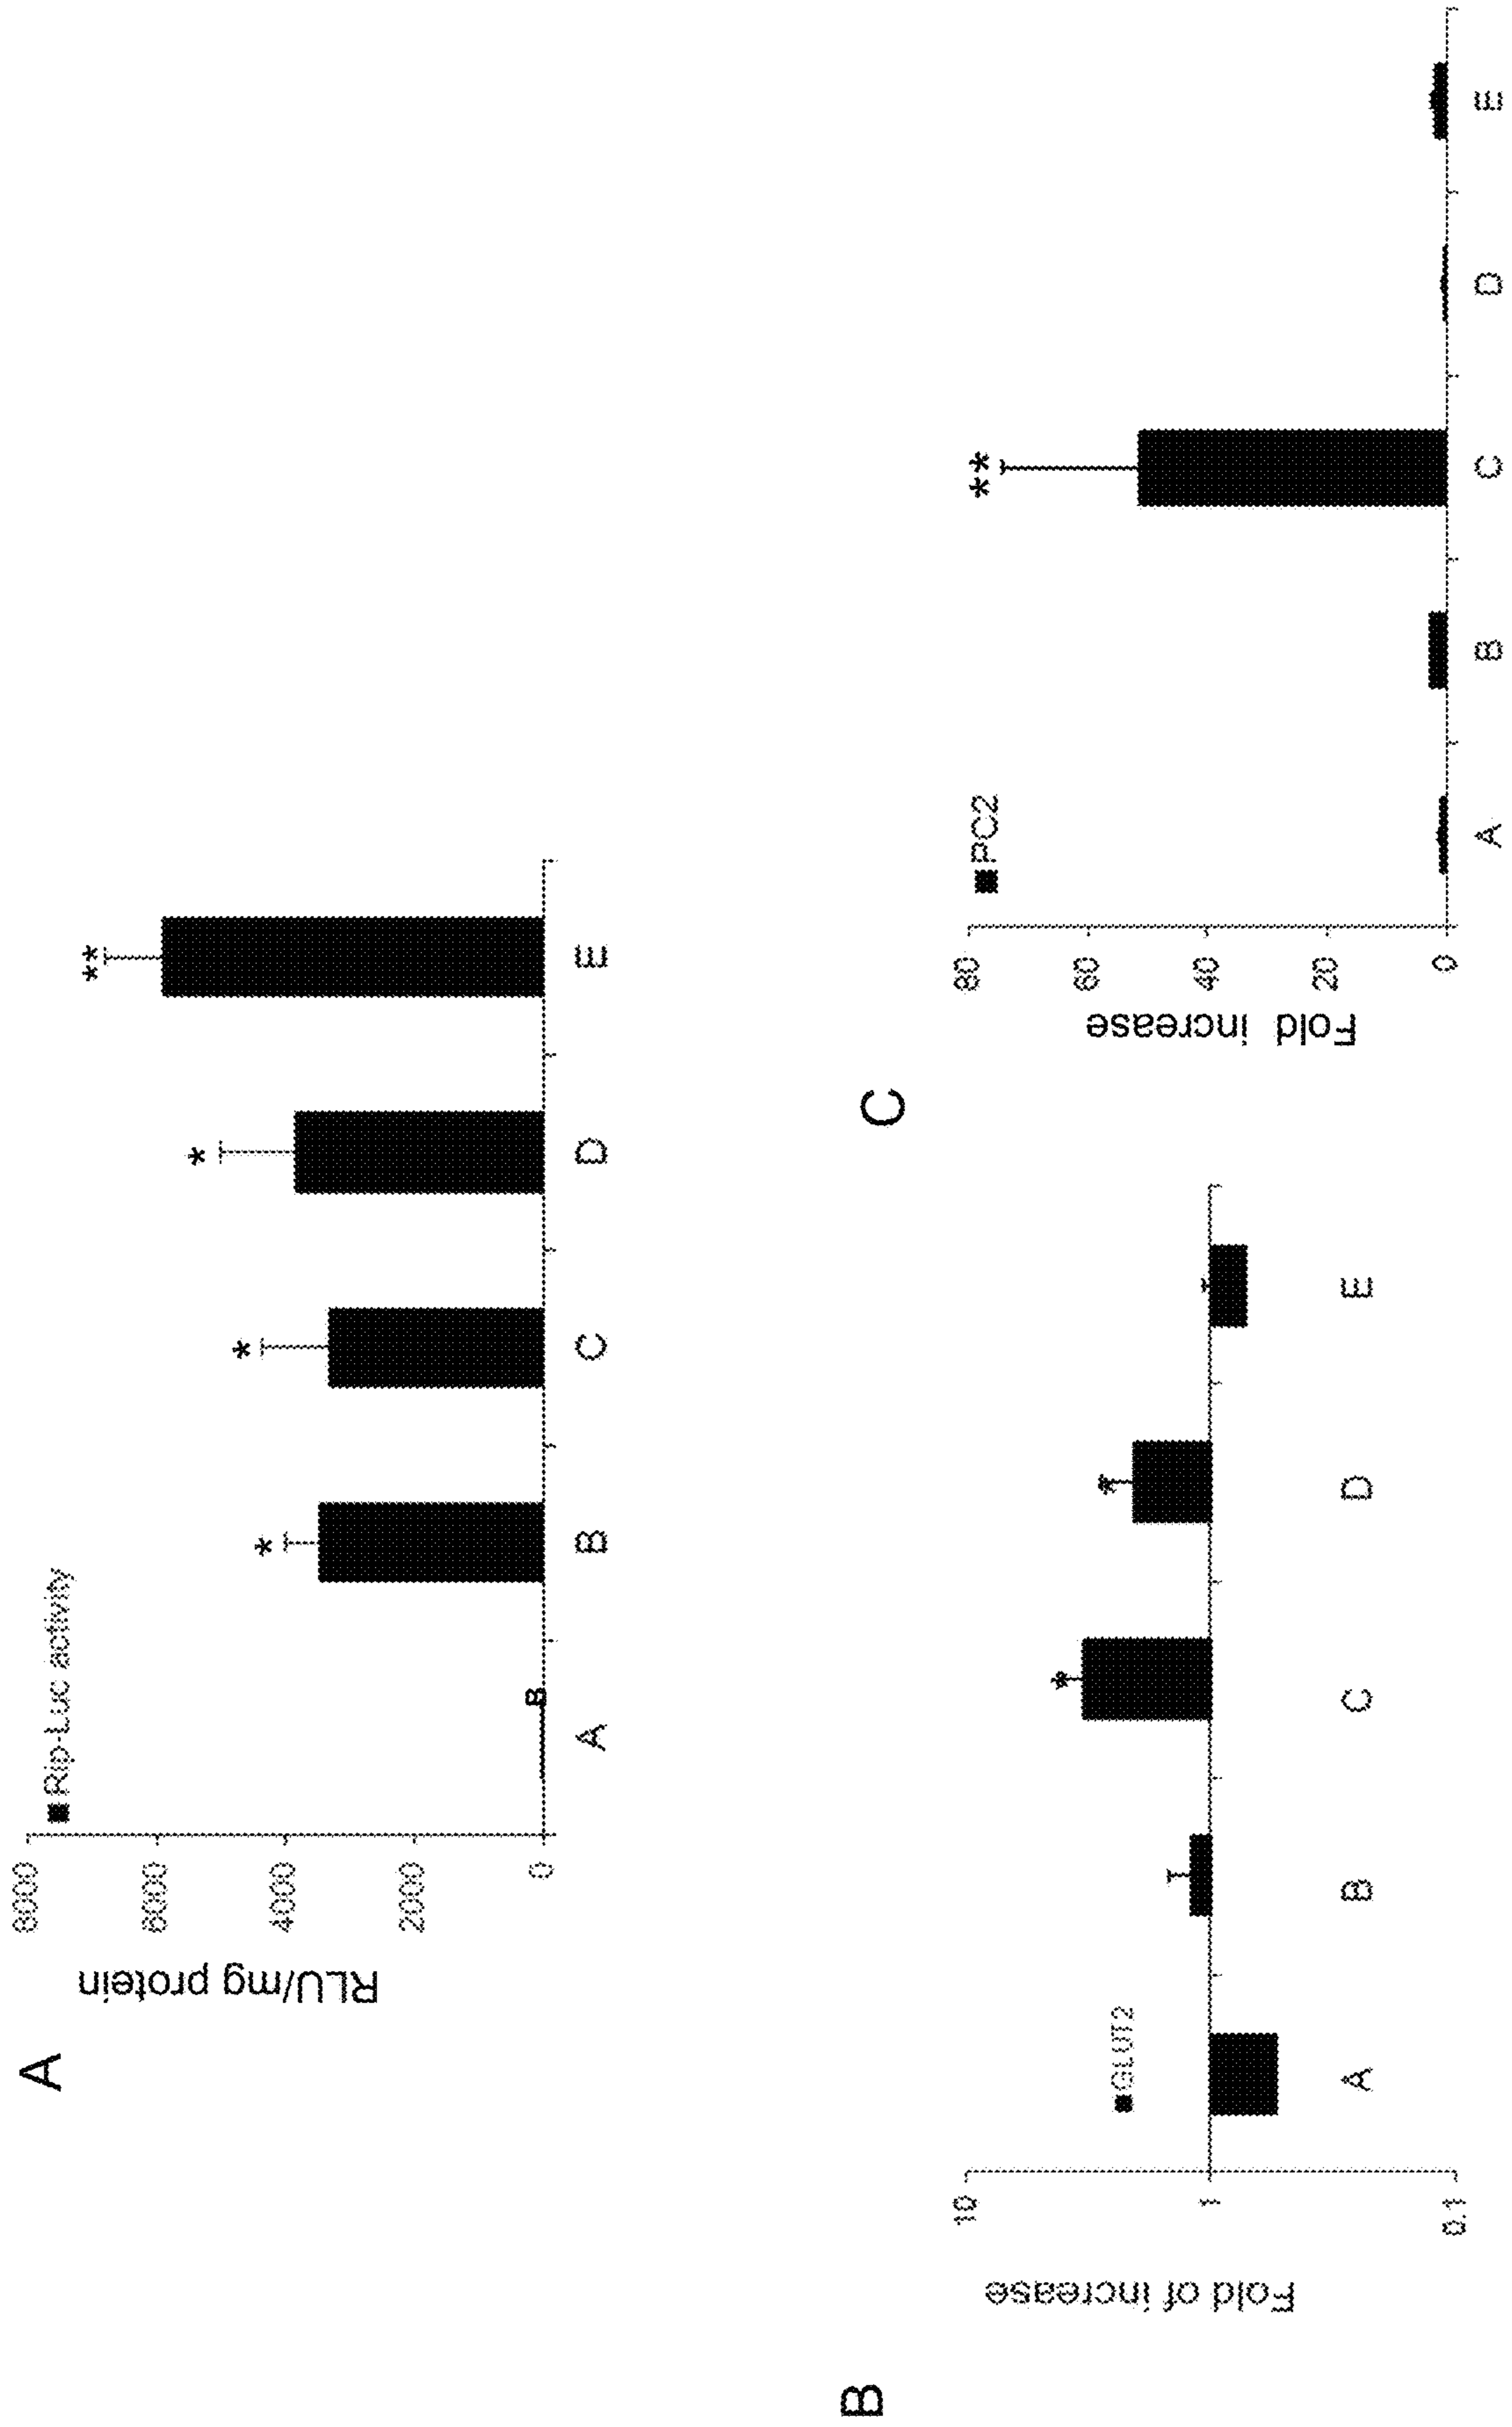 A
RLU/mg protein
8000
6000
4000
2000
0
Rip-Luc activity
*
*
*
**
B
A
B
C
D
E
B
Fold of increase
10
1
0.1
GLUT2
*
*
A
B
C
D
E
C
Fold increase
80
60
40
20
0
PC2
**
A
B
C
D
E